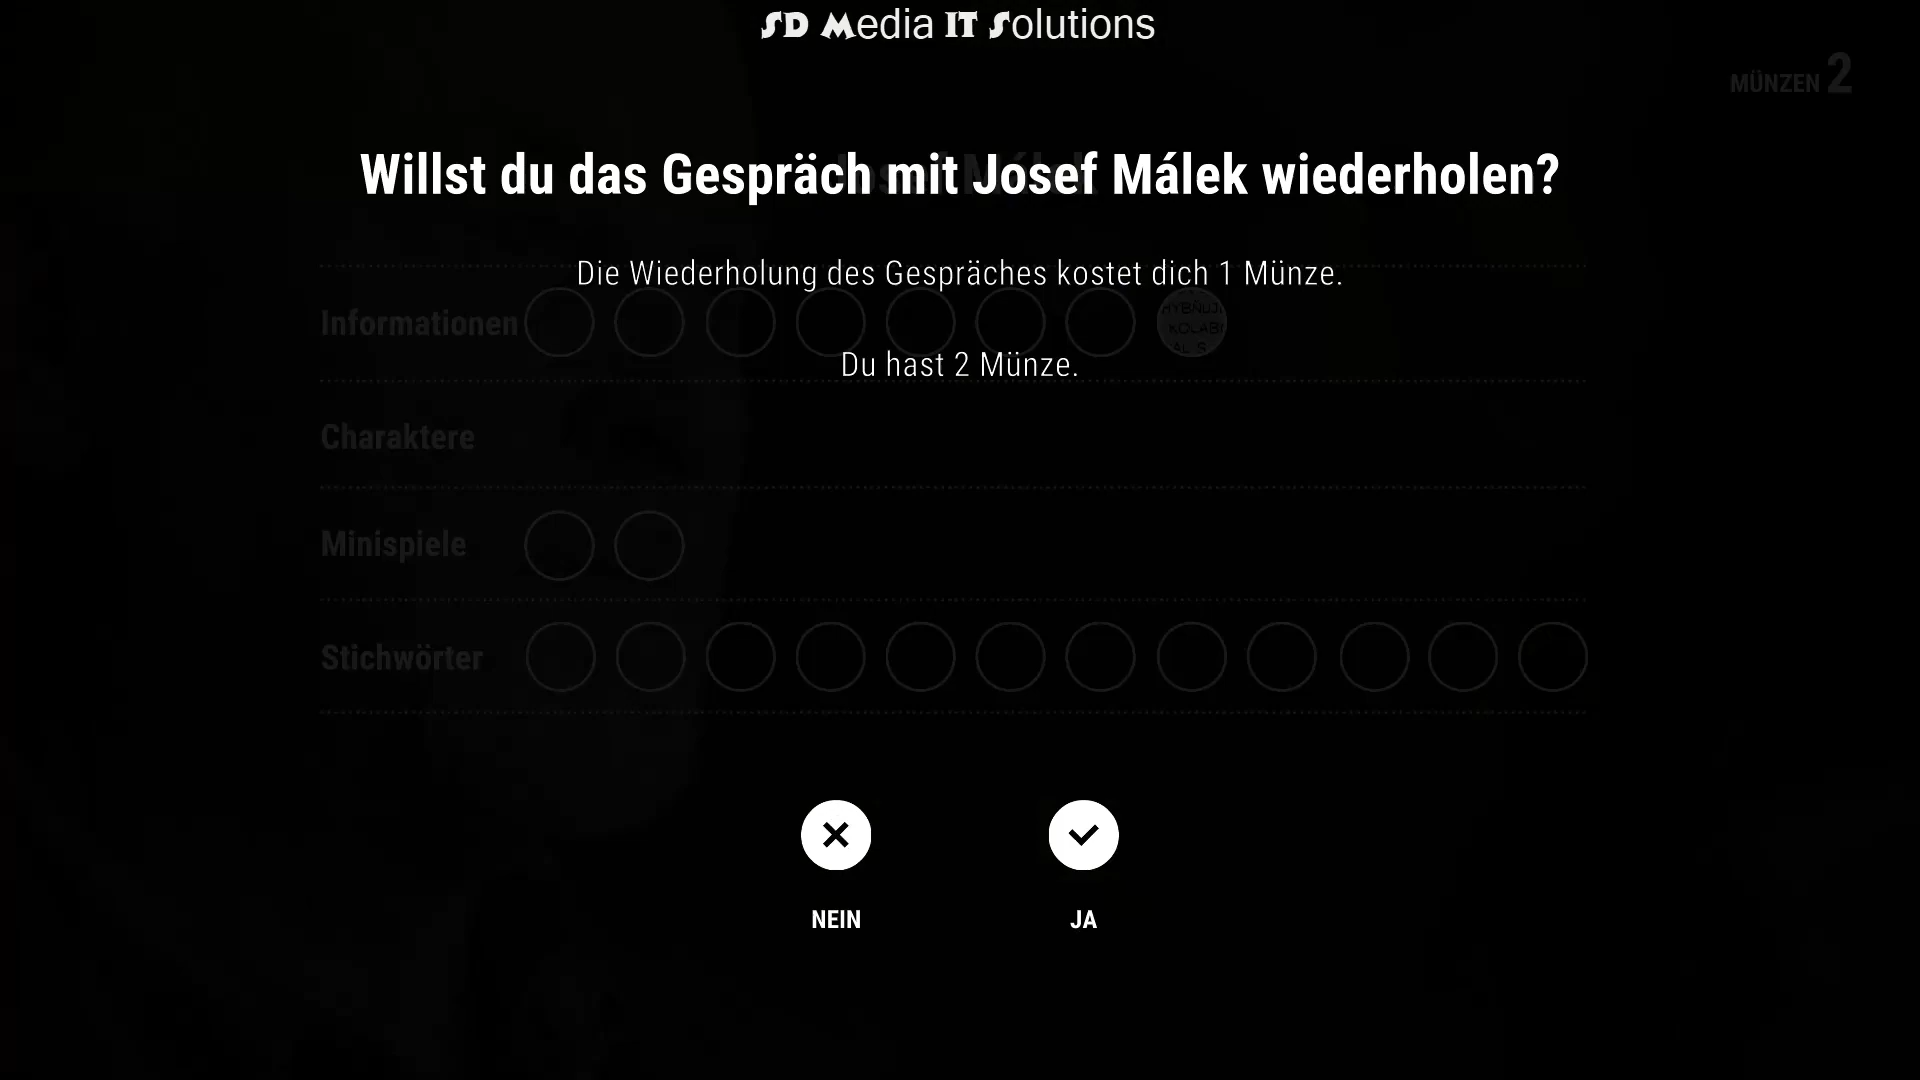 SD Media IT Solutions
MÜNZEN 2
Willst du das Gespräch mit Josef Málek wiederholen?
Die Wiederholung des Gespräches kostet dich 1 Münze.
Informationen
Du hast 2 Münze.
Charaktere
Minispiele
Stichwörter
NEIN
JA